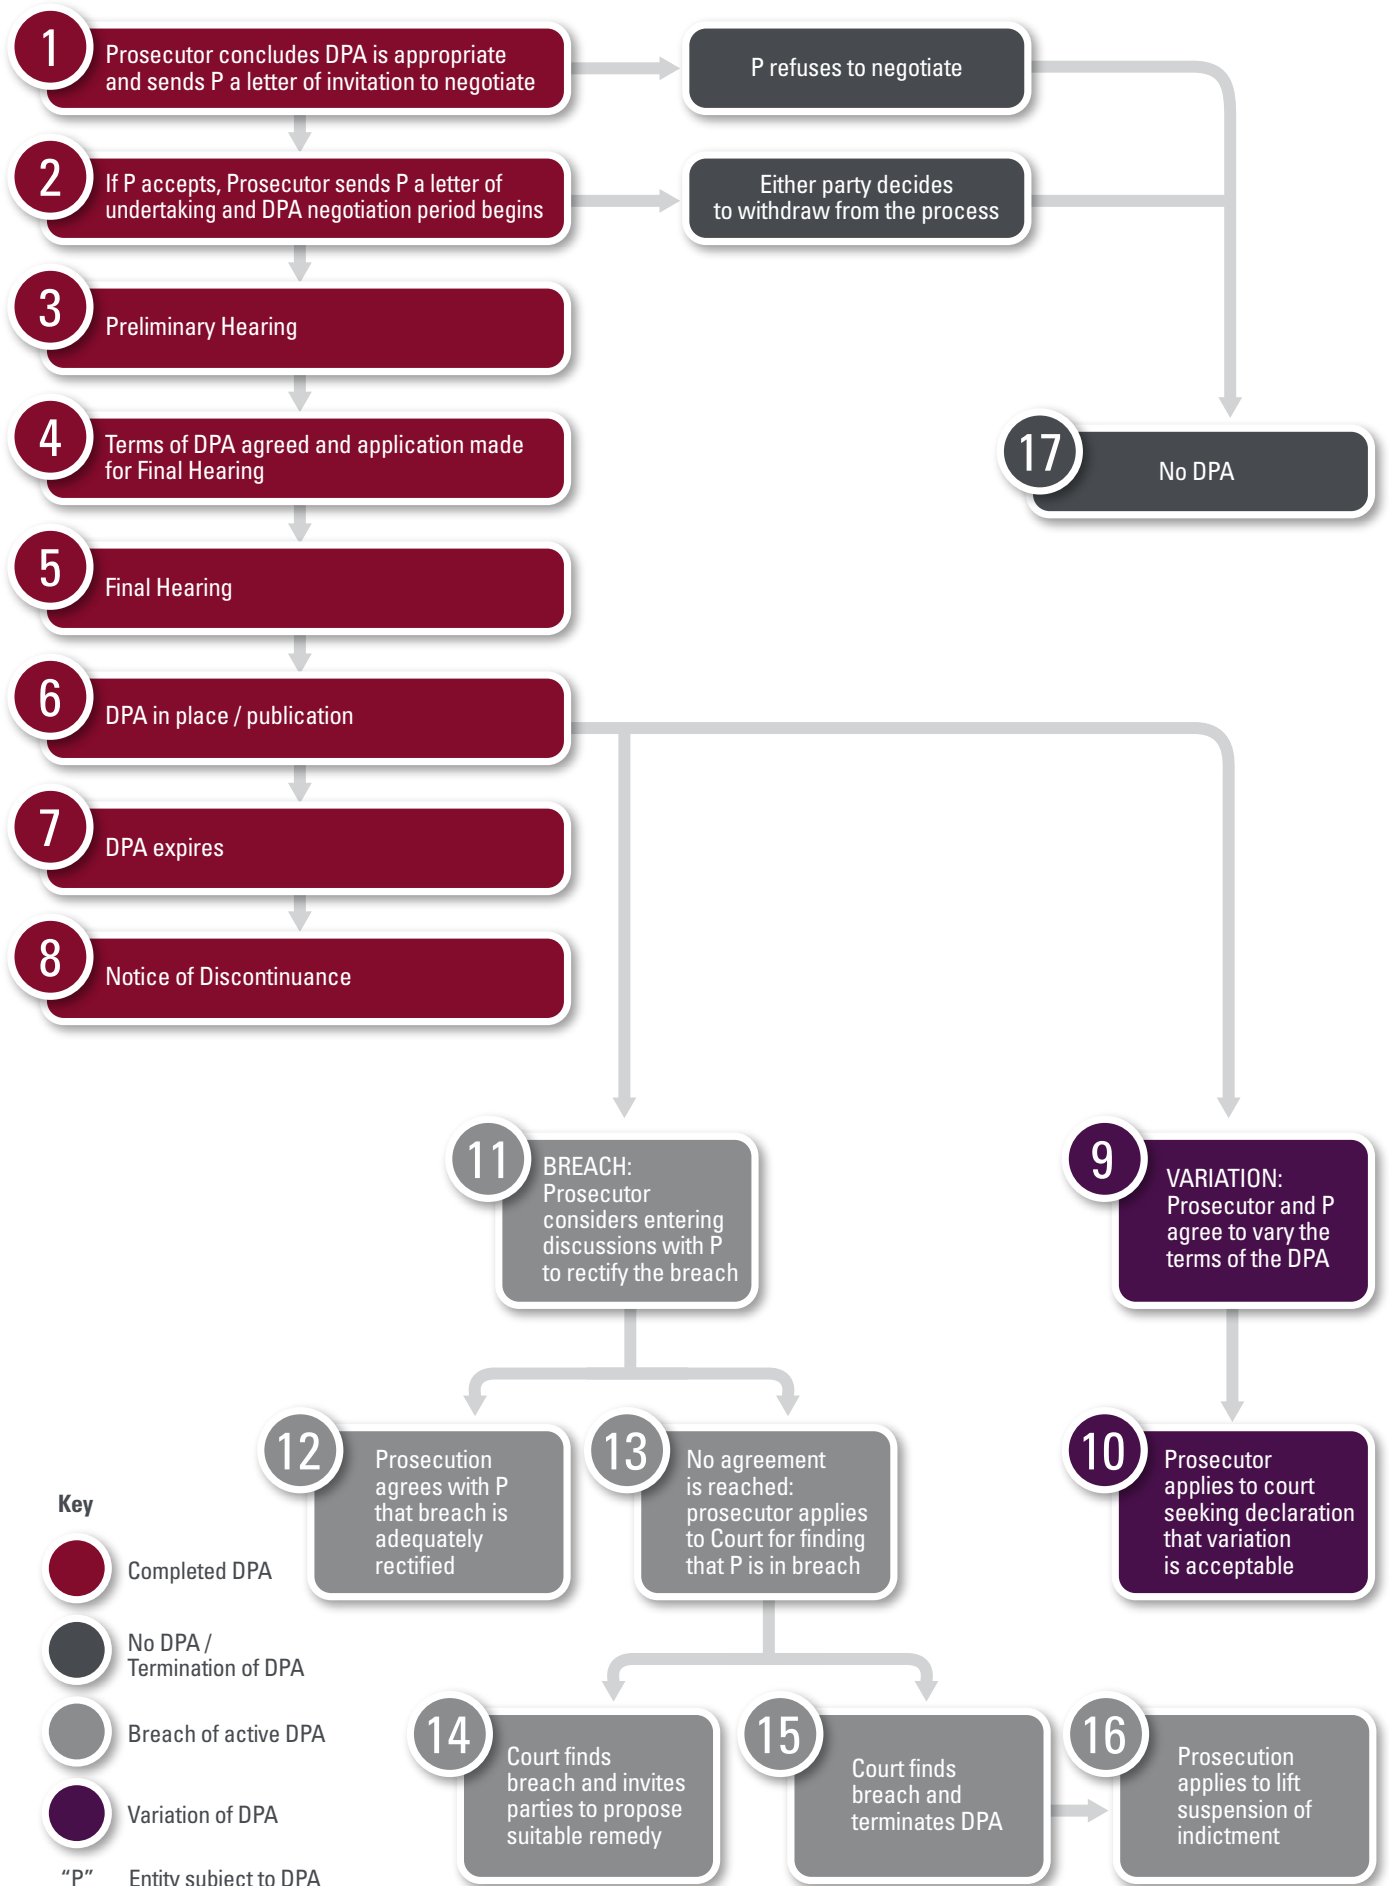 1
Prosecutor concludes DPA is appropriate
and sends P a letter of invitation to negotiate
P refuses to negotiate
2
If P accepts, Prosecutor sends P a letter of
undertaking and DPA negotiation period begins
Either party decides
to withdraw from the process
3
Preliminary Hearing
4
Terms of DPA agreed and application made
for Final Hearing
17
No DPA
5
Final Hearing
6
DPA in place / publication
7
DPA expires
8
Notice of Discontinuance
11
BREACH:
Prosecutor
considers entering
discussions with P
to rectify the breach
9
VARIATION:
Prosecutor and P
agree to vary the
terms of the DPA
12
Prosecution
agrees with P
that breach is
adequately
rectified
13
No agreement
is reached:
prosecutor applies
to Court for finding
that P is in breach
10
Prosecutor
applies to court
seeking declaration
that variation
is acceptable
Key
Completed DPA
No DPA /
Termination of DPA
Breach of active DPA
Variation of DPA
“P” Entity subject to DPA
14
Court finds
breach and invites
parties to propose
suitable remedy
15
Court finds
breach and
terminates DPA
16
Prosecution
applies to lift
suspension of
indictment